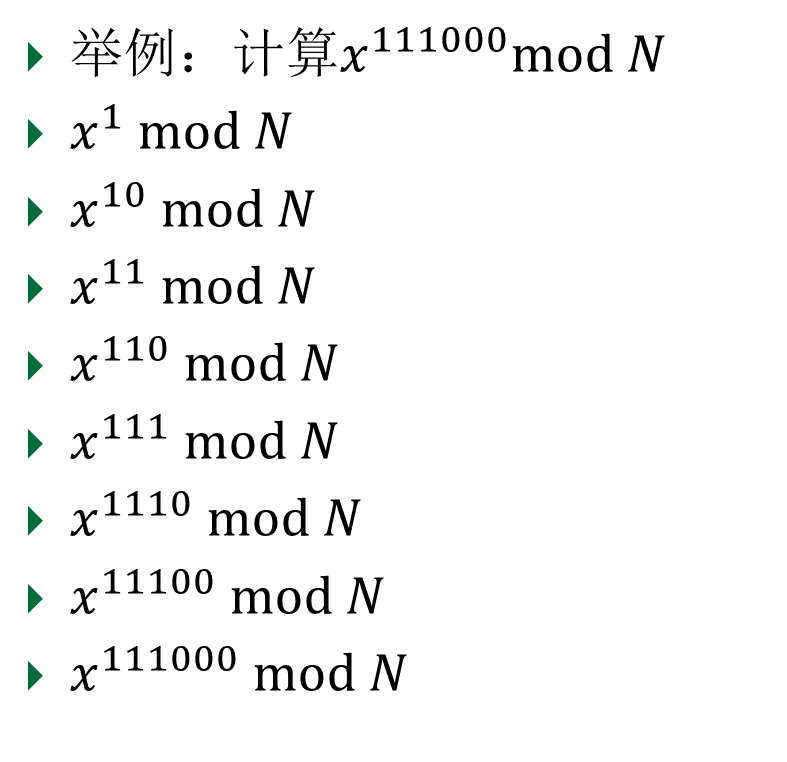 举例：计算x^111000 mod N
x^1 mod N
x^10 mod N
x^11 mod N
x^110 mod N
x^111 mod N
x^1110 mod N
x^11100 mod N
x^111000 mod N